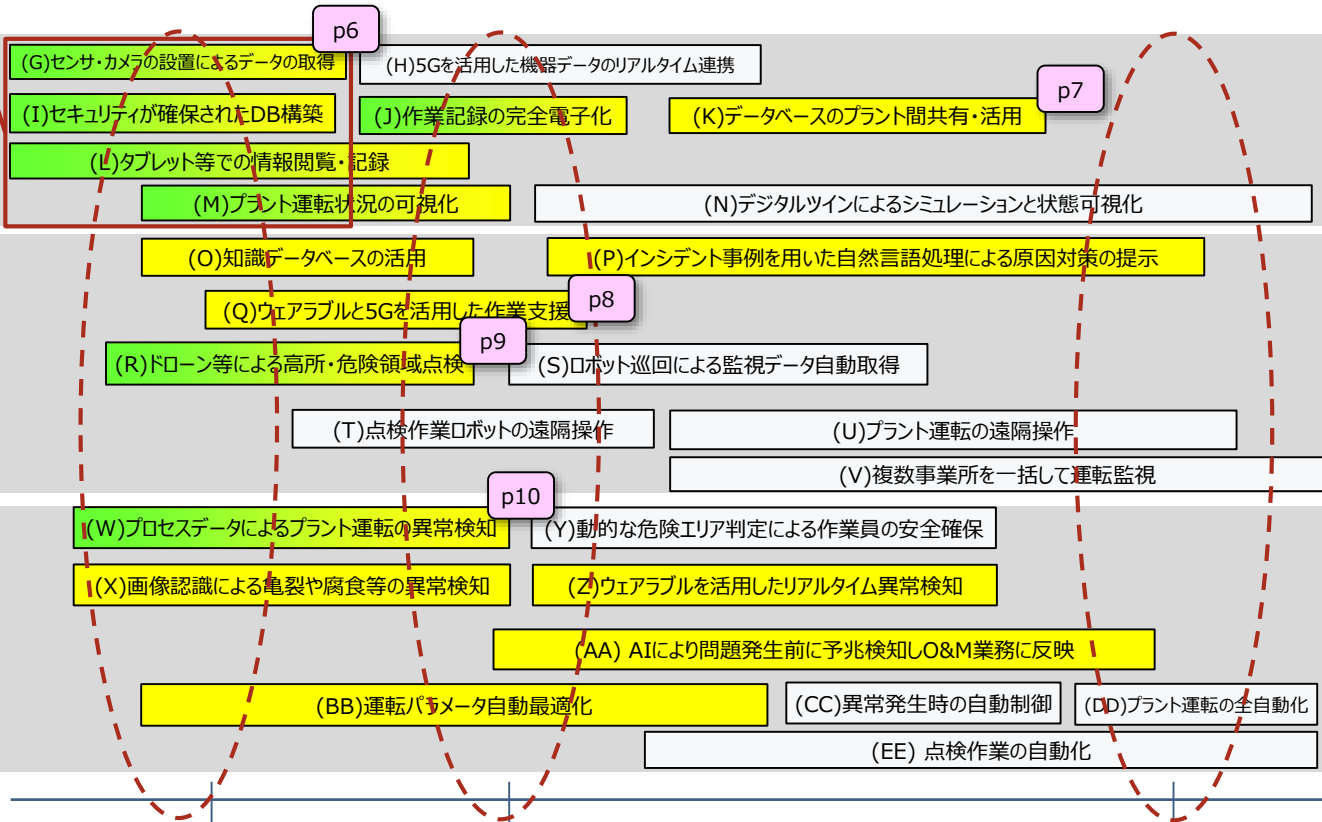 p6
(G)センサ・カメラの設置によるデータの取得
(H)5Gを活用した機器データのリアルタイム連携
p7
(I)セキュリティが確保されたDB構築
(J)作業記録の完全電子化
(K)データベースのプラント間共有・活用
(L)タブレット等での情報閲覧・記録
(M)プラント運転状況の可視化
(N)デジタルツインによるシミュレーションと状態可視化
(O)知識データベースの活用
(P)インシデント事例を用いた自然言語処理による原因対策の提示
(Q)ウェアラブルと5Gを活用した作業支援
p8
p9
(R)ドローン等による高所・危険領域点検
(S)ロボット巡回による監視データ自動取得
(T)点検作業ロボットの遠隔操作
(U)プラント運転の遠隔操作
(V)複数事業所を一括して運転監視
p10
(W)プロセスデータによるプラント運転の異常検知
(Y)動的な危険エリア判定による作業員の安全確保
(X)画像認識による亀裂や腐食等の異常検知
(Z)ウェアラブルを活用したリアルタイム異常検知
(AA) AIにより問題発生前に予兆検知しO&M業務に反映
(BB)運転パラメータ自動最適化
(CC)異常発生時の自動制御
(DD)プラント運転の全自動化
(EE) 点検作業の自動化